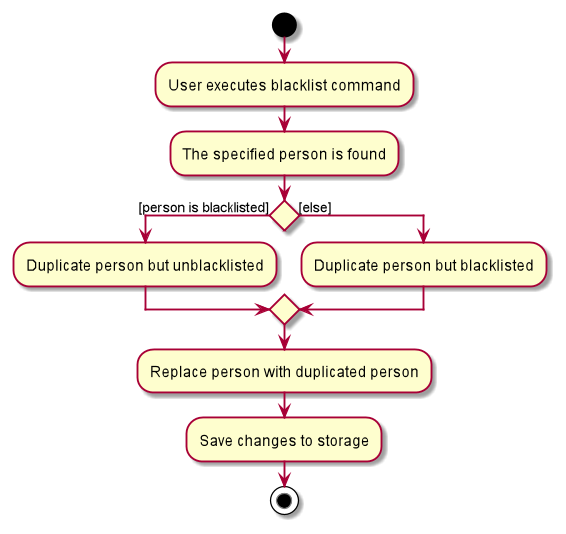 User executes blacklist command
The specified person is found
[person is blacklisted]
[else]
Duplicate person but unblacklisted
Duplicate person but blacklisted
Replace person with duplicated person
Save changes to storage